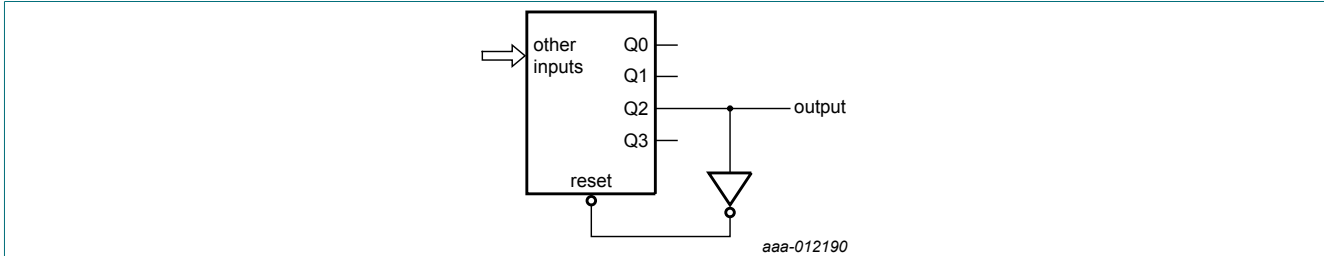 other
inputs
Q0
Q1
Q2
output
Q3
reset
aaa-012190